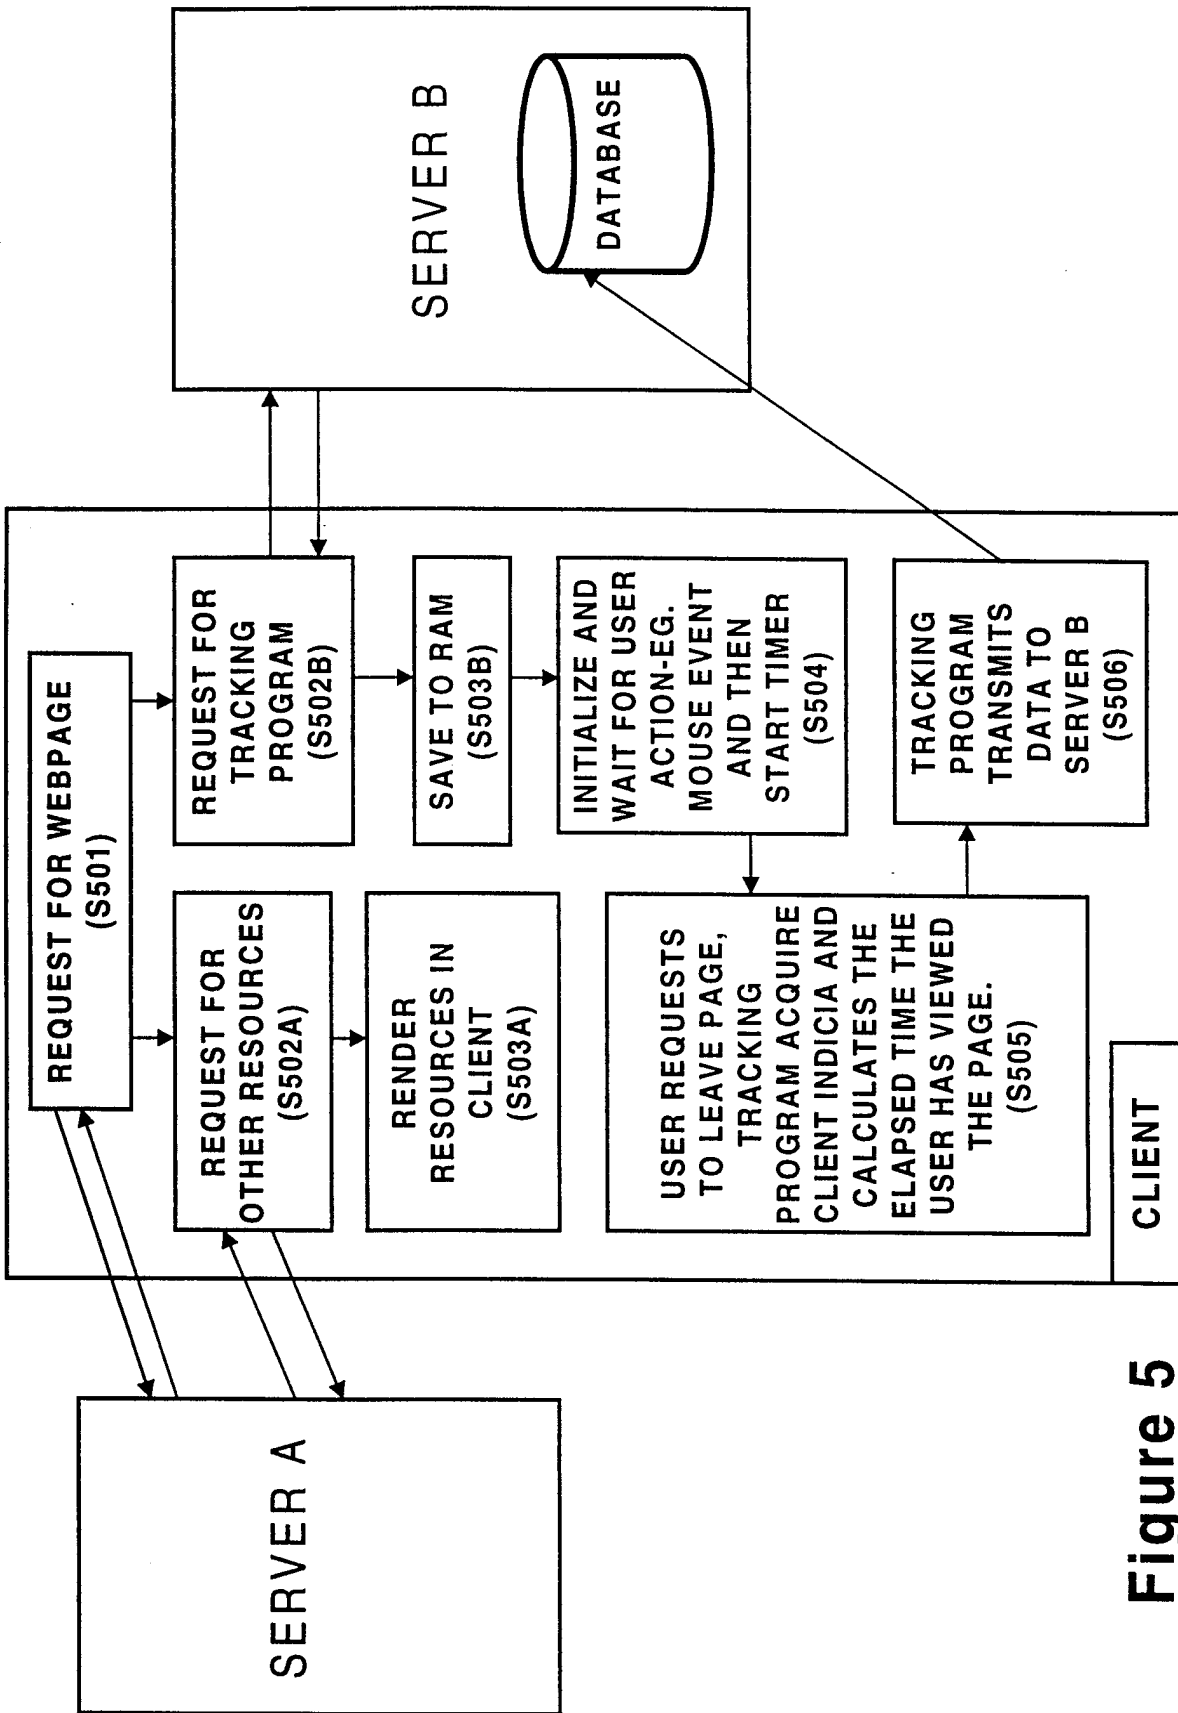 SERVER A
REQUEST FOR WEBPAGE
(S501)
REQUEST FOR
OTHER RESOURCES
(S502A)
RENDER
RESOURCES IN
CLIENT
(S503A)
REQUEST FOR
TRACKING
PROGRAM
(S502B)
SAVE TO RAM
(S503B)
INITIALIZE AND
WAIT FOR USER
ACTION-EG.
MOUSE EVENT
AND THEN
START TIMER
(S504)
USER REQUESTS
TO LEAVE PAGE,
TRACKING
PROGRAM ACQUIRE
CLIENT INDICIA AND
CALCULATES THE
ELAPSED TIME THE
USER HAS VIEWED
THE PAGE.
(S505)
TRACKING
PROGRAM
TRANSMITS
DATA TO
SERVER B
(S506)
CLIENT
SERVER B
DATABASE
Figure 5